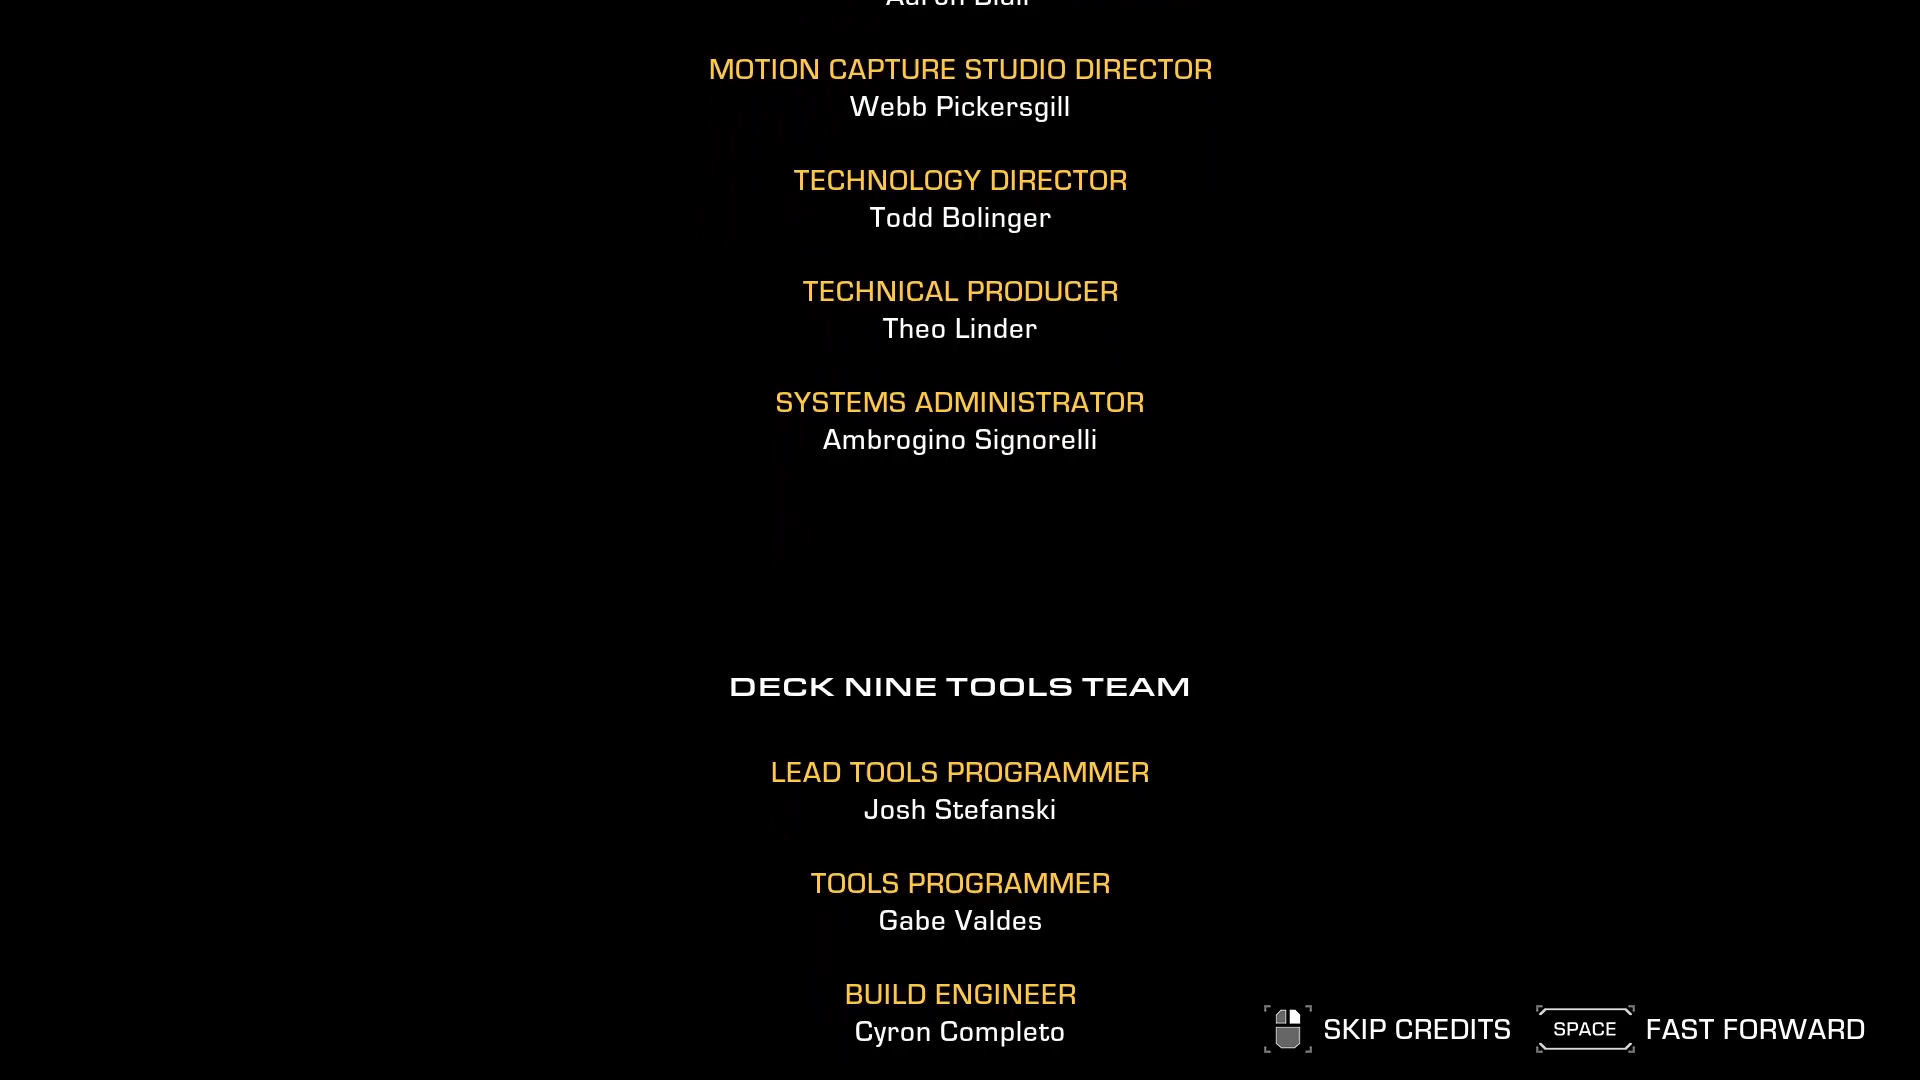 MOTION CAPTURE STUDIO DIRECTOR
Webb Pickersgill
TECHNOLOGY DIRECTOR
Todd Bolinger
TECHNICAL PRODUCER
Theo Linder
SYSTEMS ADMINISTRATOR
Ambrogino Signorelli
DECK NINE TOOLS TEAM
LEAD TOOLS PROGRAMMER
Josh Stefanski
TOOLS PROGRAMMER
Gabe Valdes
BUILD ENGINEER
Cyron Completo
SKIP CREDITS
SPACE FAST FORWARD